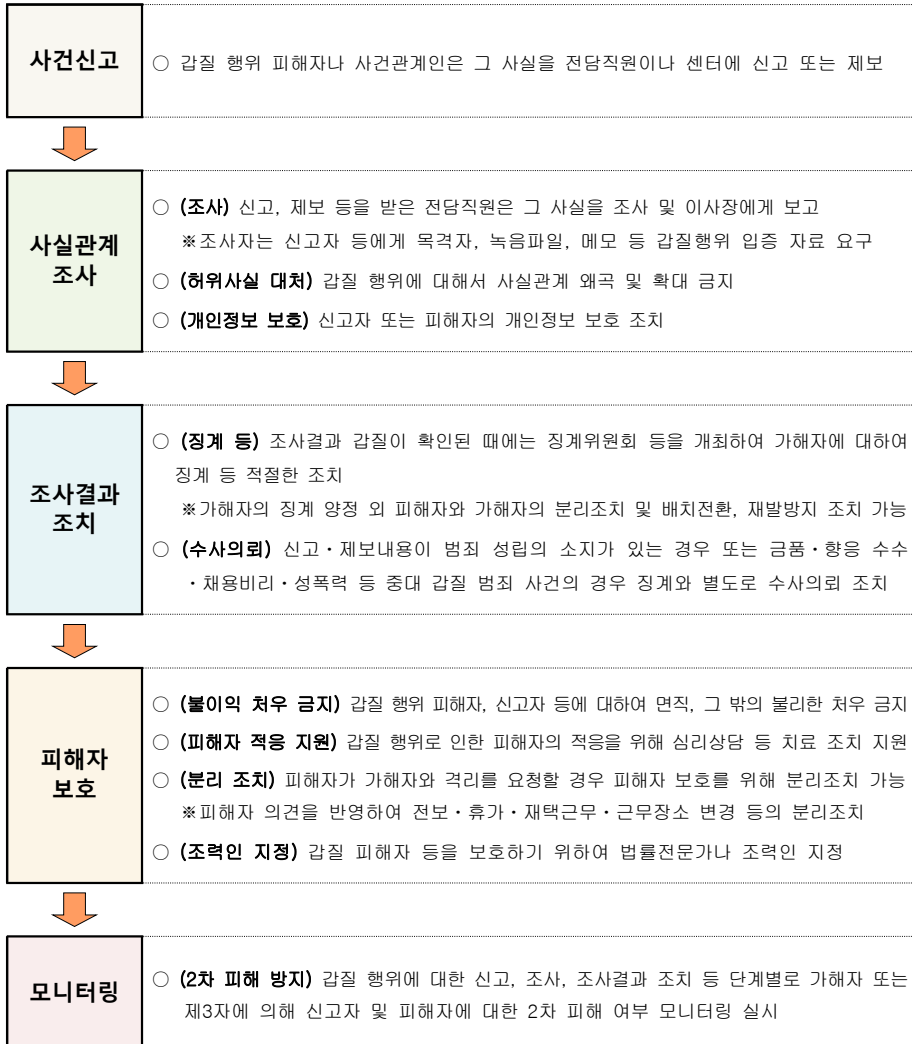 사건신고
○ 갑질 행위 피해자나 사건관계인은 그 사실을 전담직원이나 센터에 신고 또는 제보
사실관계
조사
○ (조사) 신고, 제보 등을 받은 전담직원은 그 사실을 조사 및 이사장에게 보고
※조사자는 신고자 등에게 목격자, 녹음파일, 메모 등 갑질행위 입증 자료 요구
○ (허위사실 대처) 갑질 행위에 대해서 사실관계 왜곡 및 확대 금지
○ (개인정보 보호) 신고자 또는 피해자의 개인정보 보호 조치
조사결과
조치
○ (징계 등) 조사결과 갑질이 확인된 때에는 징계위원회 등을 개최하여 가해자에 대하여
징계 등 적절한 조치
※가해자의 징계 양정 외 피해자와 가해자의 분리조치 및 배치전환, 재발방지 조치 가능
○ (수사의뢰) 신고・제보내용이 범죄 성립의 소지가 있는 경우 또는 금품・향응 수수
・채용비리・성폭력 등 중대 갑질 범죄 사건의 경우 징계와 별도로 수사의뢰 조치
피해자
보호
○ (불이익 처우 금지) 갑질 행위 피해자, 신고자 등에 대하여 면직, 그 밖의 불리한 처우 금지
○ (피해자 적응 지원) 갑질 행위로 인한 피해자의 적응을 위해 심리상담 등 치료 조치 지원
○ (분리 조치) 피해자가 가해자와 격리를 요청할 경우 피해자 보호를 위해 분리조치 가능
※피해자 의견을 반영하여 전보・휴가・재택근무・근무장소 변경 등의 분리조치
○ (조력인 지정) 갑질 피해자 등을 보호하기 위하여 법률전문가나 조력인 지정
모니터링
○ (2차 피해 방지) 갑질 행위에 대한 신고, 조사, 조사결과 조치 등 단계별로 가해자 또는
제3자에 의해 신고자 및 피해자에 대한 2차 피해 여부 모니터링 실시